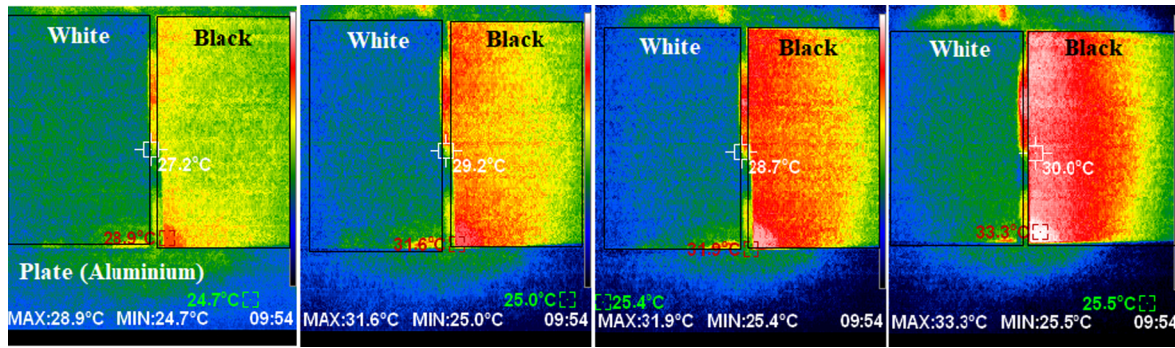 White Black
27.2°C
28.9°C
Plate (Aluminium)
24.7°C
MAX:28.9°C MIN:24.7°C 09:54
White Black
29.2°C
31.6°C
25.0°C
MAX:31.6°C MIN:25.0°C 09:54
White Black
28.7°C
31.9°C
25.4°C
MAX:31.9°C MIN:25.4°C 09:54
White Black
30.0°C
33.3°C
25.5°C
MAX:33.3°C MIN:25.5°C 09:54